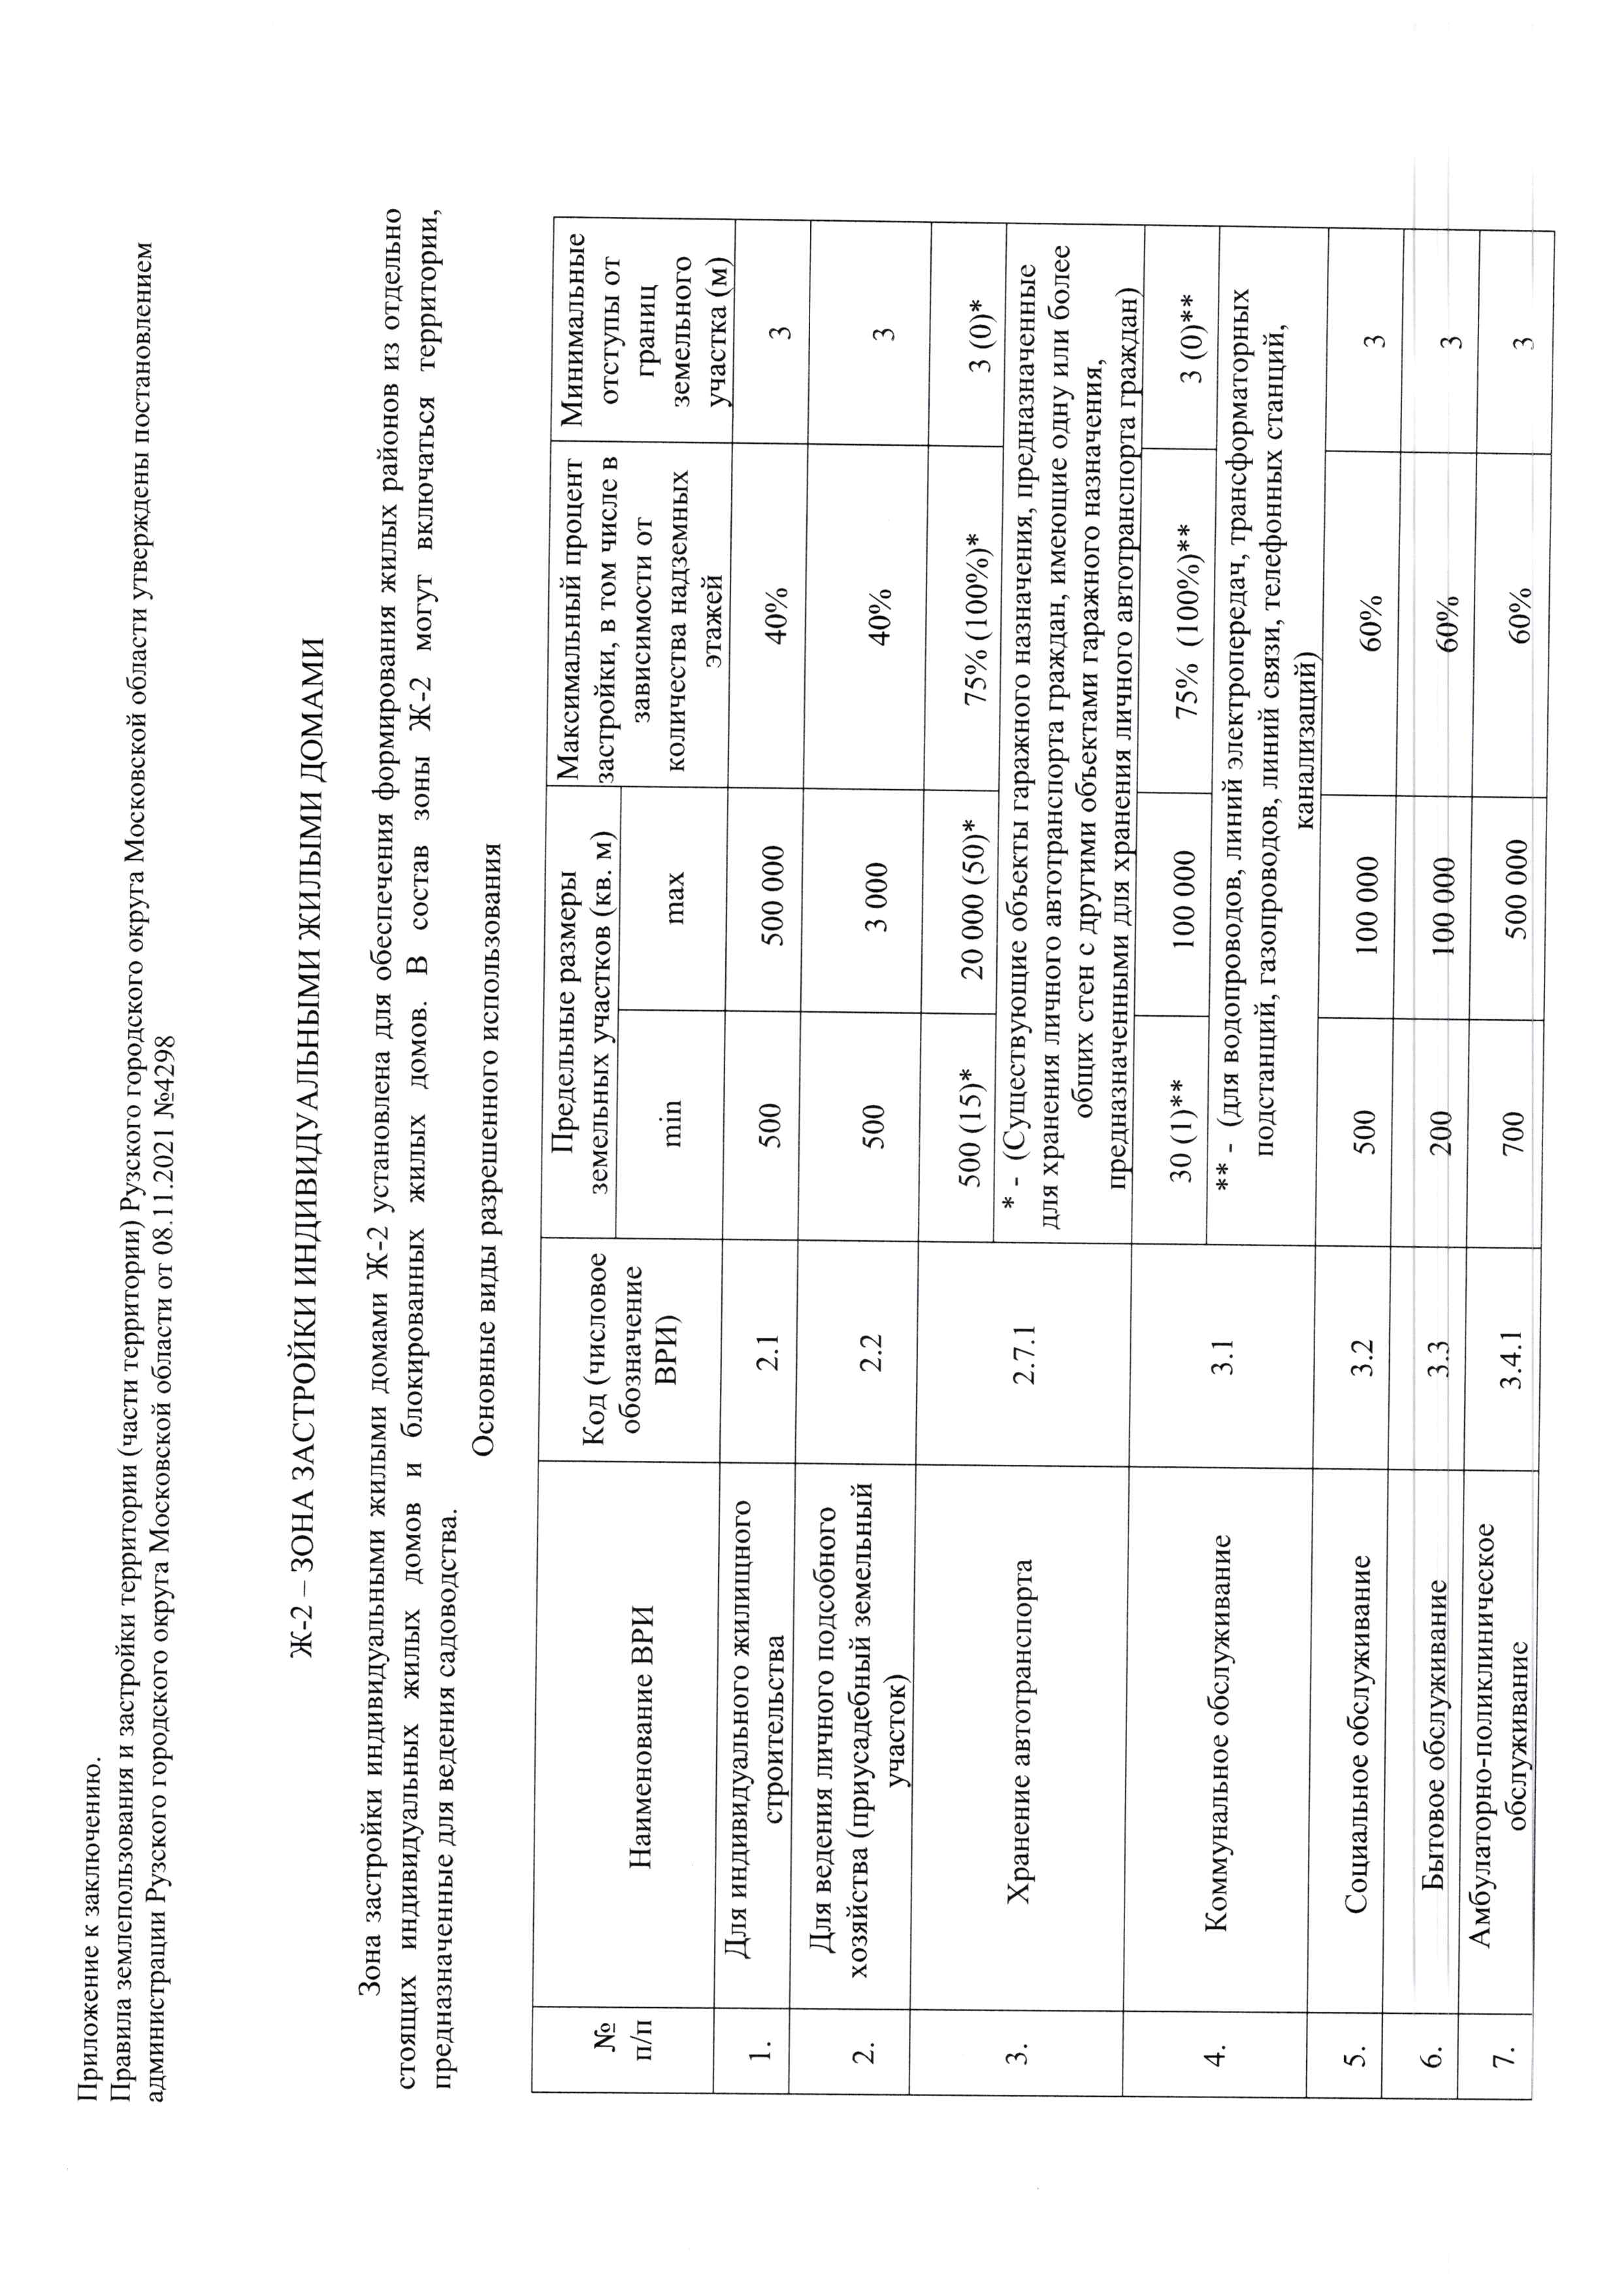 Приложение к заключению.
Правила землепользования и застройки территории (части территории) Рузского городского округа Московской области утверждены постановлением
администрации Рузского городского округа Московской области от 08.11.2021 №4298
Ж-2 – ЗОНА ЗАСТРОЙКИ ИНДИВИДУАЛЬНЫМИ ЖИЛЫМИ ДОМАМИ
Зона застройки индивидуальными жилыми домами Ж-2 установлена для обеспечения формирования жилых районов из отдельно
стоящих индивидуальных жилых домов и блокированных жилых домов. В состав зоны Ж-2 могут включаться территории,
предназначенные для ведения садоводства.
Основные виды разрешенного использования
№
п/п
Наименование ВРИ
Код (числовое
обозначение
ВРИ)
Предельные размеры
земельных участков (кв. м)
min
max
Максимальный процент
застройки, в том числе в
зависимости от
количества надземных
этажей
Минимальные
отступы от
границ
земельного
участка (м)
1.
Для индивидуального жилищного
строительства
2.1
500
500 000
40%
3
2.
Для ведения личного подсобного
хозяйства (приусадебный земельный
участок)
2.2
500
3 000
40%
3
3.
Хранение автотранспорта
2.7.1
500 (15)*
20 000 (50)*
75% (100%)*
3 (0)*
* - (Существующие объекты гаражного назначения, предназначенные
для хранения личного автотранспорта граждан, имеющие одну или более
общих стен с другими объектами гаражного назначения,
предназначенными для хранения личного автотранспорта граждан)
4.
Коммунальное обслуживание
3.1
30 (1)**
100 000
75% (100%)**
3 (0)**
** - (для водопроводов, линий электропередач, трансформаторных
подстанций, газопроводов, линий связи, телефонных станций,
канализаций)
5.
Социальное обслуживание
3.2
500
100 000
60%
3
6.
Бытовое обслуживание
3.3
200
100 000
60%
3
7.
Амбулаторно-поликлиническое
обслуживание
3.4.1
700
500 000
60%
3